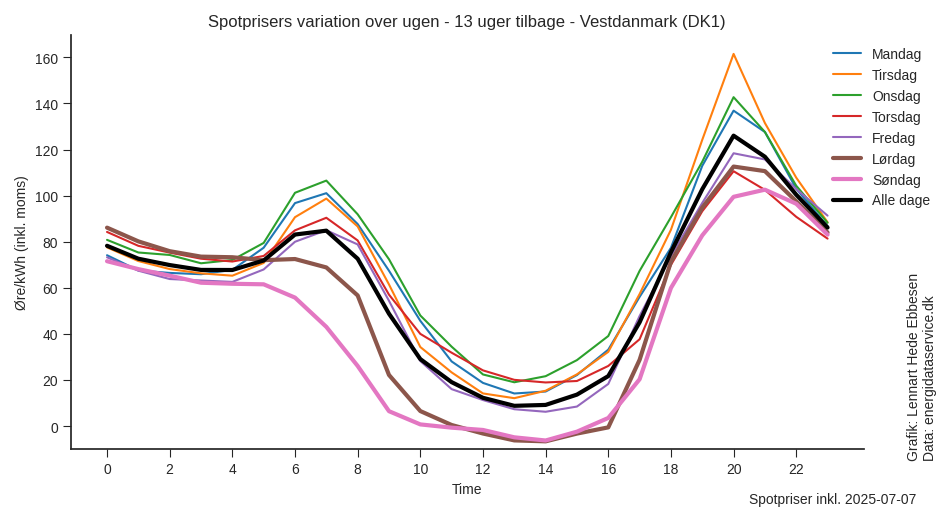 Spotprisers variation over ugen - 13 uger tilbage - Vestdanmark (DK1)
Øre/kWh (inkl. moms)
160
140
120
100
80
60
40
20
0
0 2 4 6 8 10 12 14 16 18 20 22
Time
Mandag
Tirsdag
Onsdag
Torsdag
Fredag
Lørdag
Søndag
Alle dage
Grafik: Lennart Hede Ebbesen
Data: energidataservice.dk
Spotpriser inkl. 2025-07-07